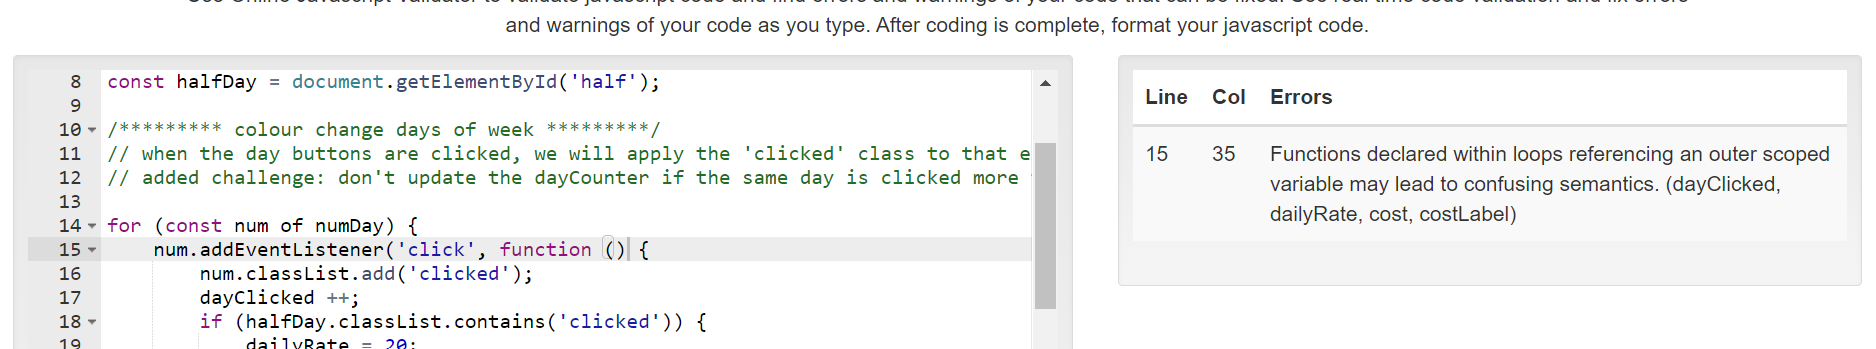 and warnings of your code as you type. After coding is complete, format your javascript code.
8 const halfDay = document.getElementById('half');
9
10 /********* colour change days of week *********/
11 // when the day buttons are clicked, we will apply the 'clicked' class to that e
12 // added challenge: don't update the dayCounter if the same day is clicked more
13
14 for (const num of numDay) {
15 num.addEventListener('click', function () {
16 num.classList.add('clicked');
17 dayClicked ++;
18 if (halfDay.classList.contains('clicked')) {
19 dailyRate = 20;
Line Col Errors
15 35 Functions declared within loops referencing an outer scoped
variable may lead to confusing semantics. (dayClicked,
dailyRate, cost, costLabel)